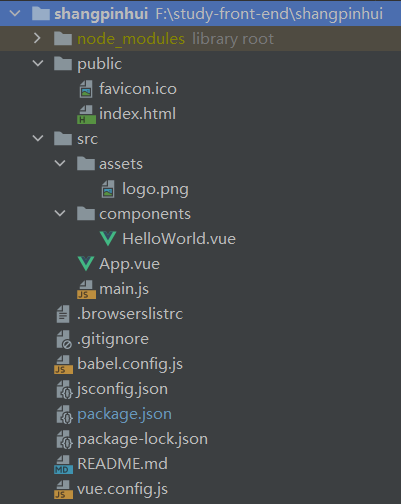 shangpinhui F:\study-front-end\shangpinhui
node_modules library root
public
favicon.ico
index.html
src
assets
logo.png
components
HelloWorld.vue
App.vue
main.js
.browserslistrc
.gitignore
babel.config.js
jsconfig.json
package.json
package-lock.json
README.md
vue.config.js